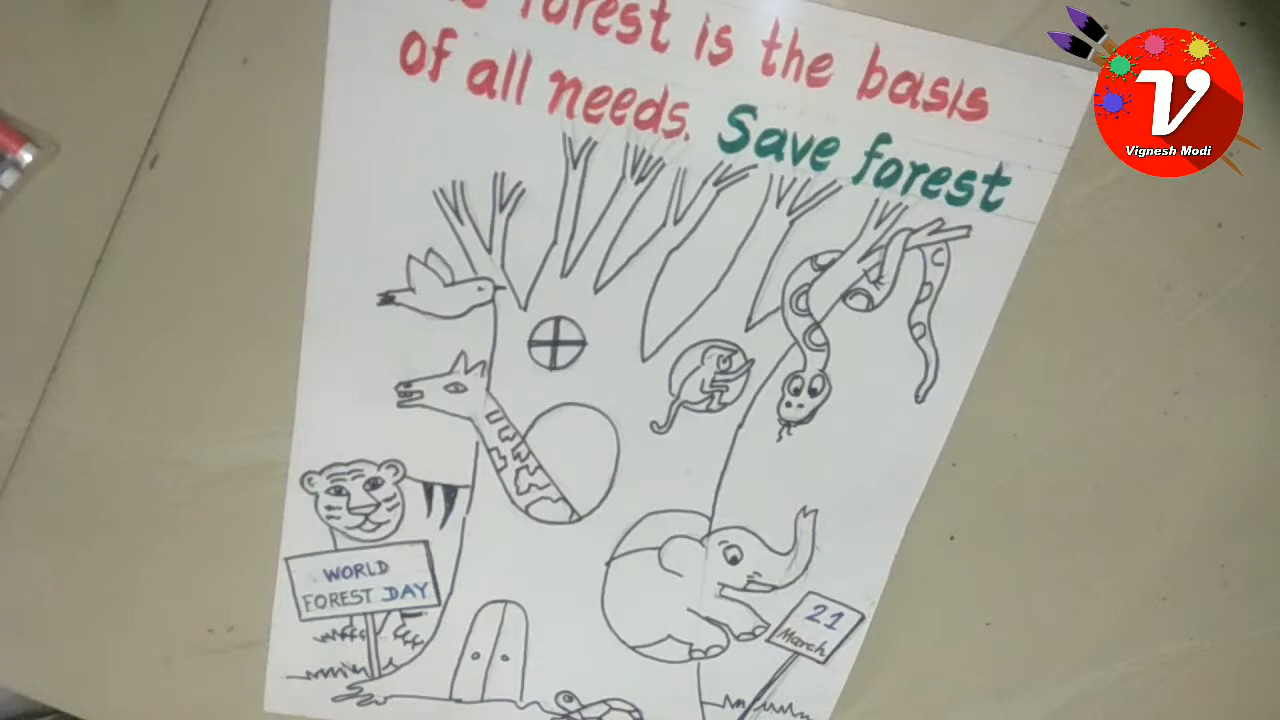 forest is the basis
of all needs. Save forest
WORLD
FOREST DAY
21
March
V
Vignesh Modi